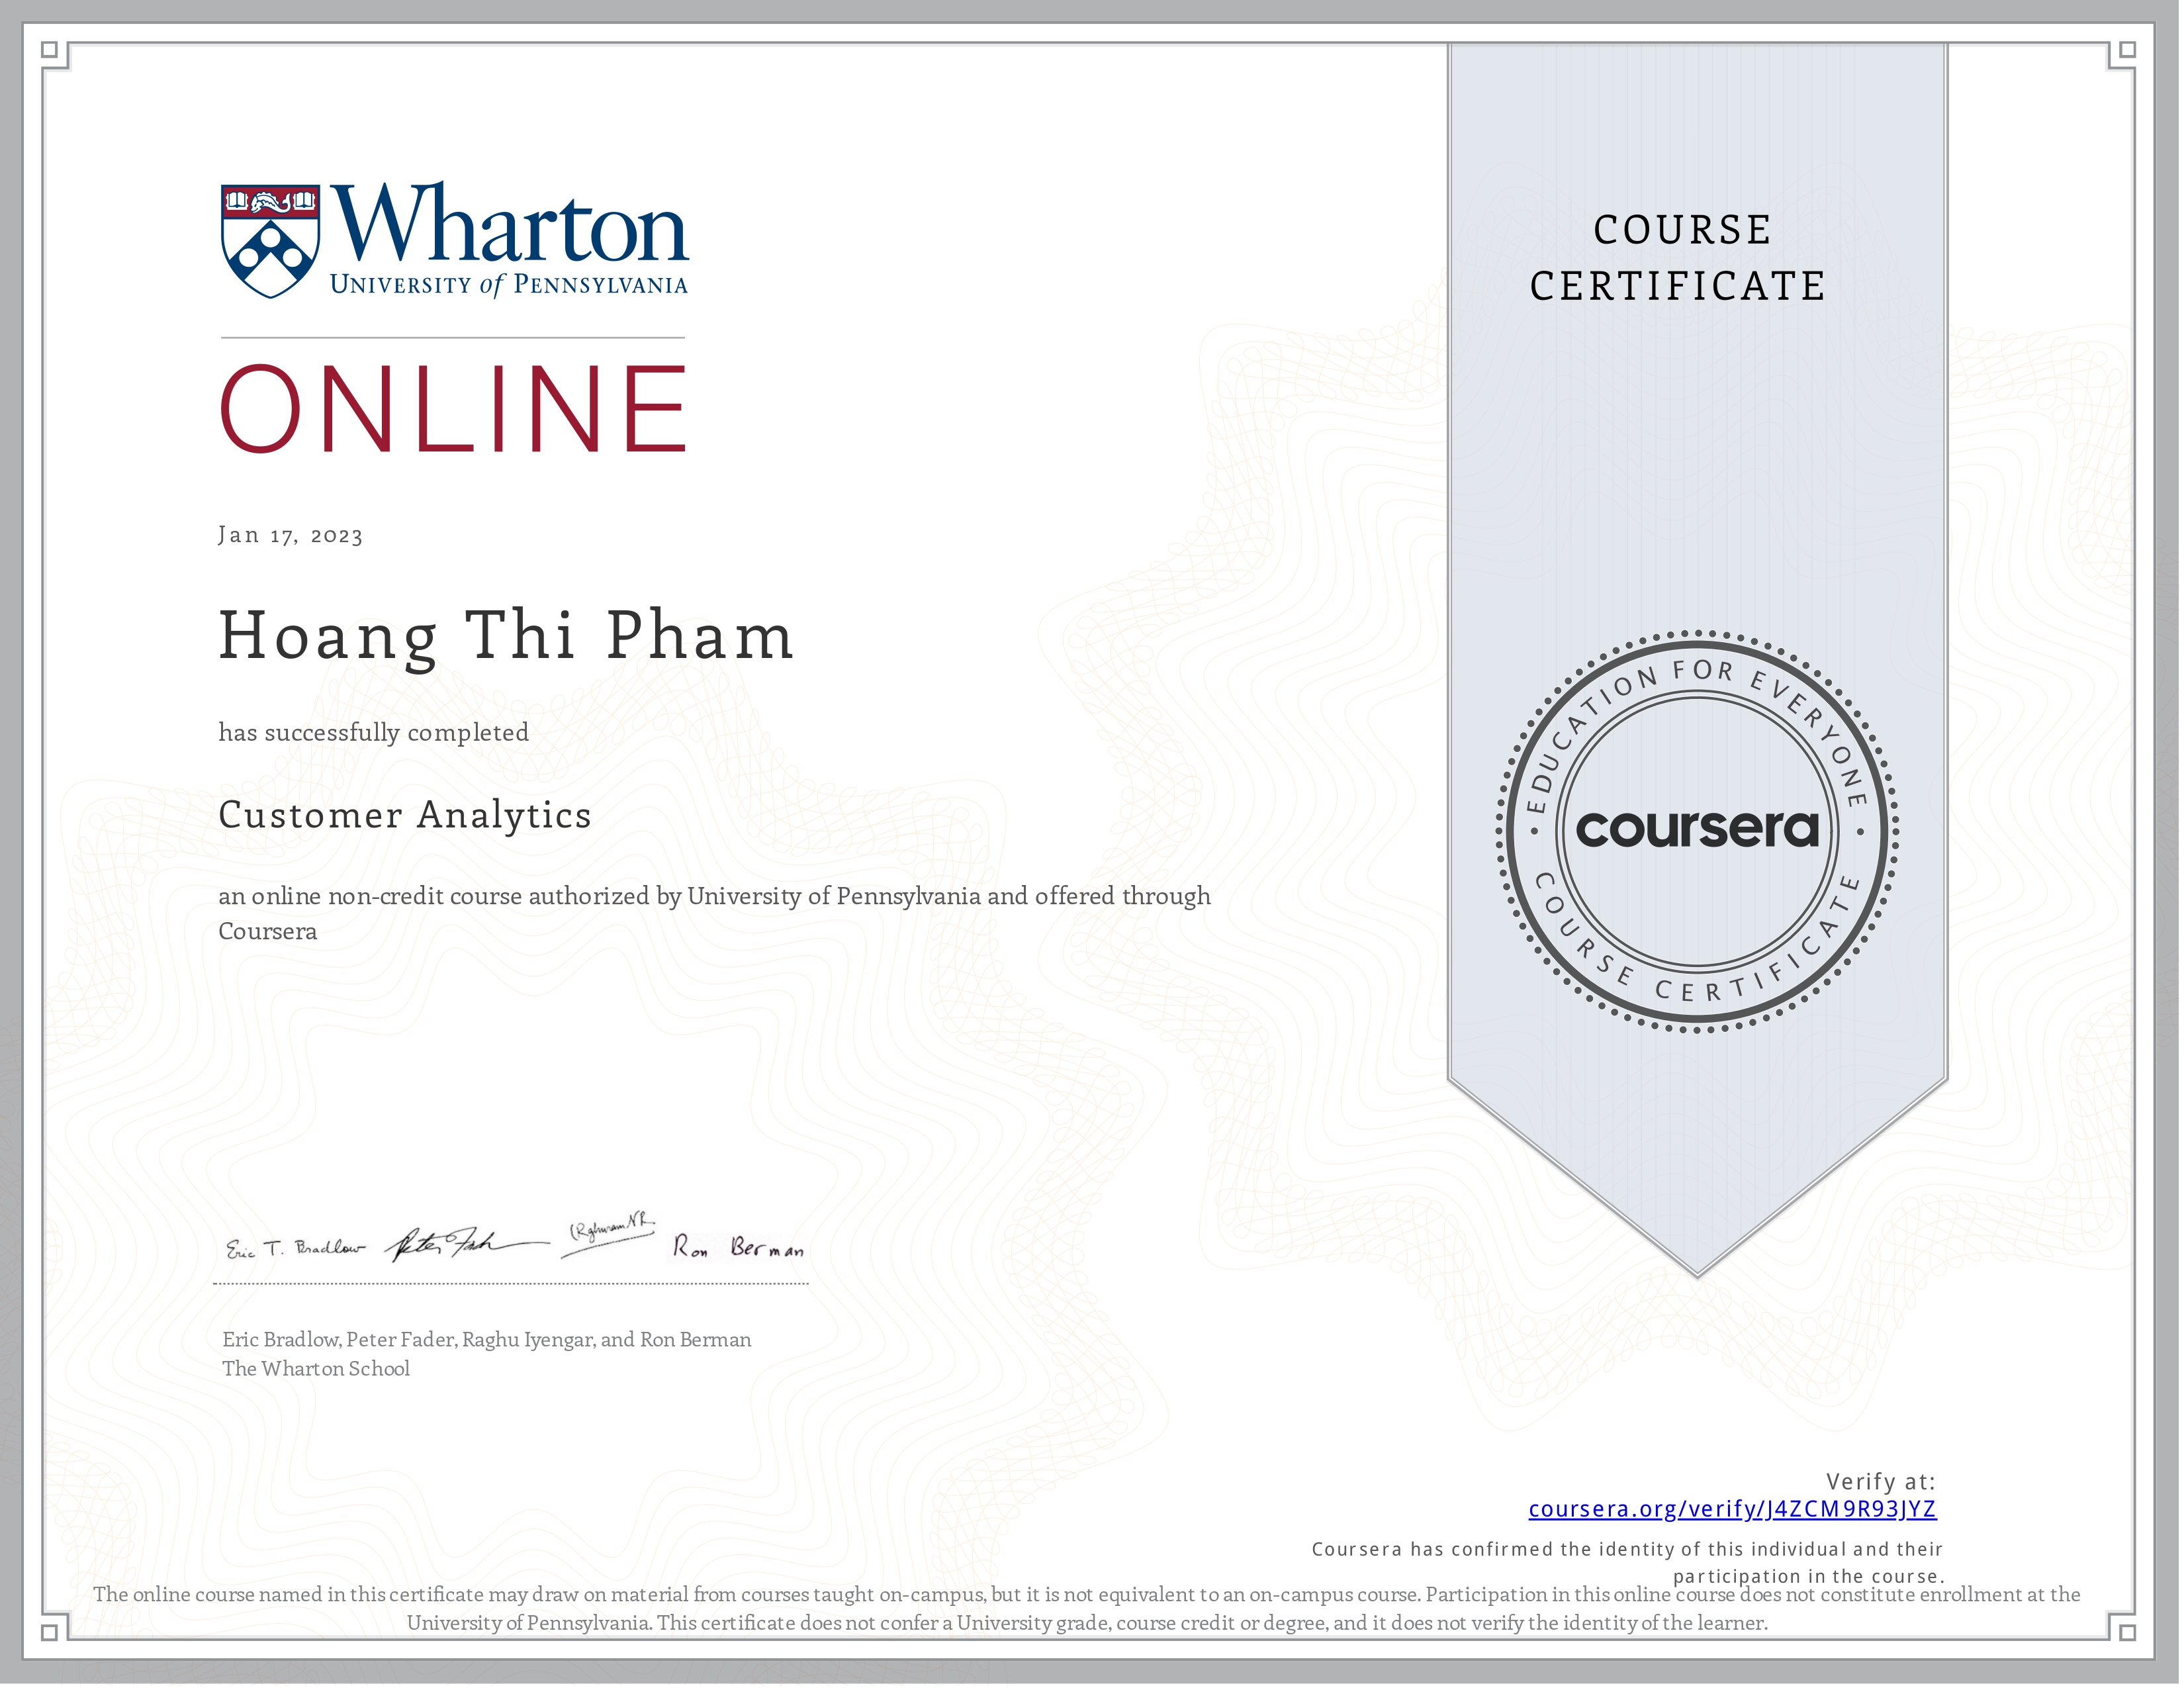 Wharton
UNIVERSITY of PENNSYLVANIA
ONLINE
Jan 17, 2023
Hoang Thi Pham
has successfully completed
Customer Analytics
an online non-credit course authorized by University of Pennsylvania and offered through
Coursera
Eric T. Bradlow Peter Fader Ron Berman
Eric Bradlow, Peter Fader, Raghu Iyengar, and Ron Berman
The Wharton School
COURSE
CERTIFICATE
EDUCATION FOR EVERYONE
coursera
COURSE CERTIFICATE
Verify at:
coursera.org/verify/J4ZCM9R93JYZ
Coursera has confirmed the identity of this individual and their
participation in the course.
The online course named in this certificate may draw on material from courses taught on-campus, but it is not equivalent to an on-campus course. Participation in this online course does not constitute enrollment at the
University of Pennsylvania. This certificate does not confer a University grade, course credit or degree, and it does not verify the identity of the learner.